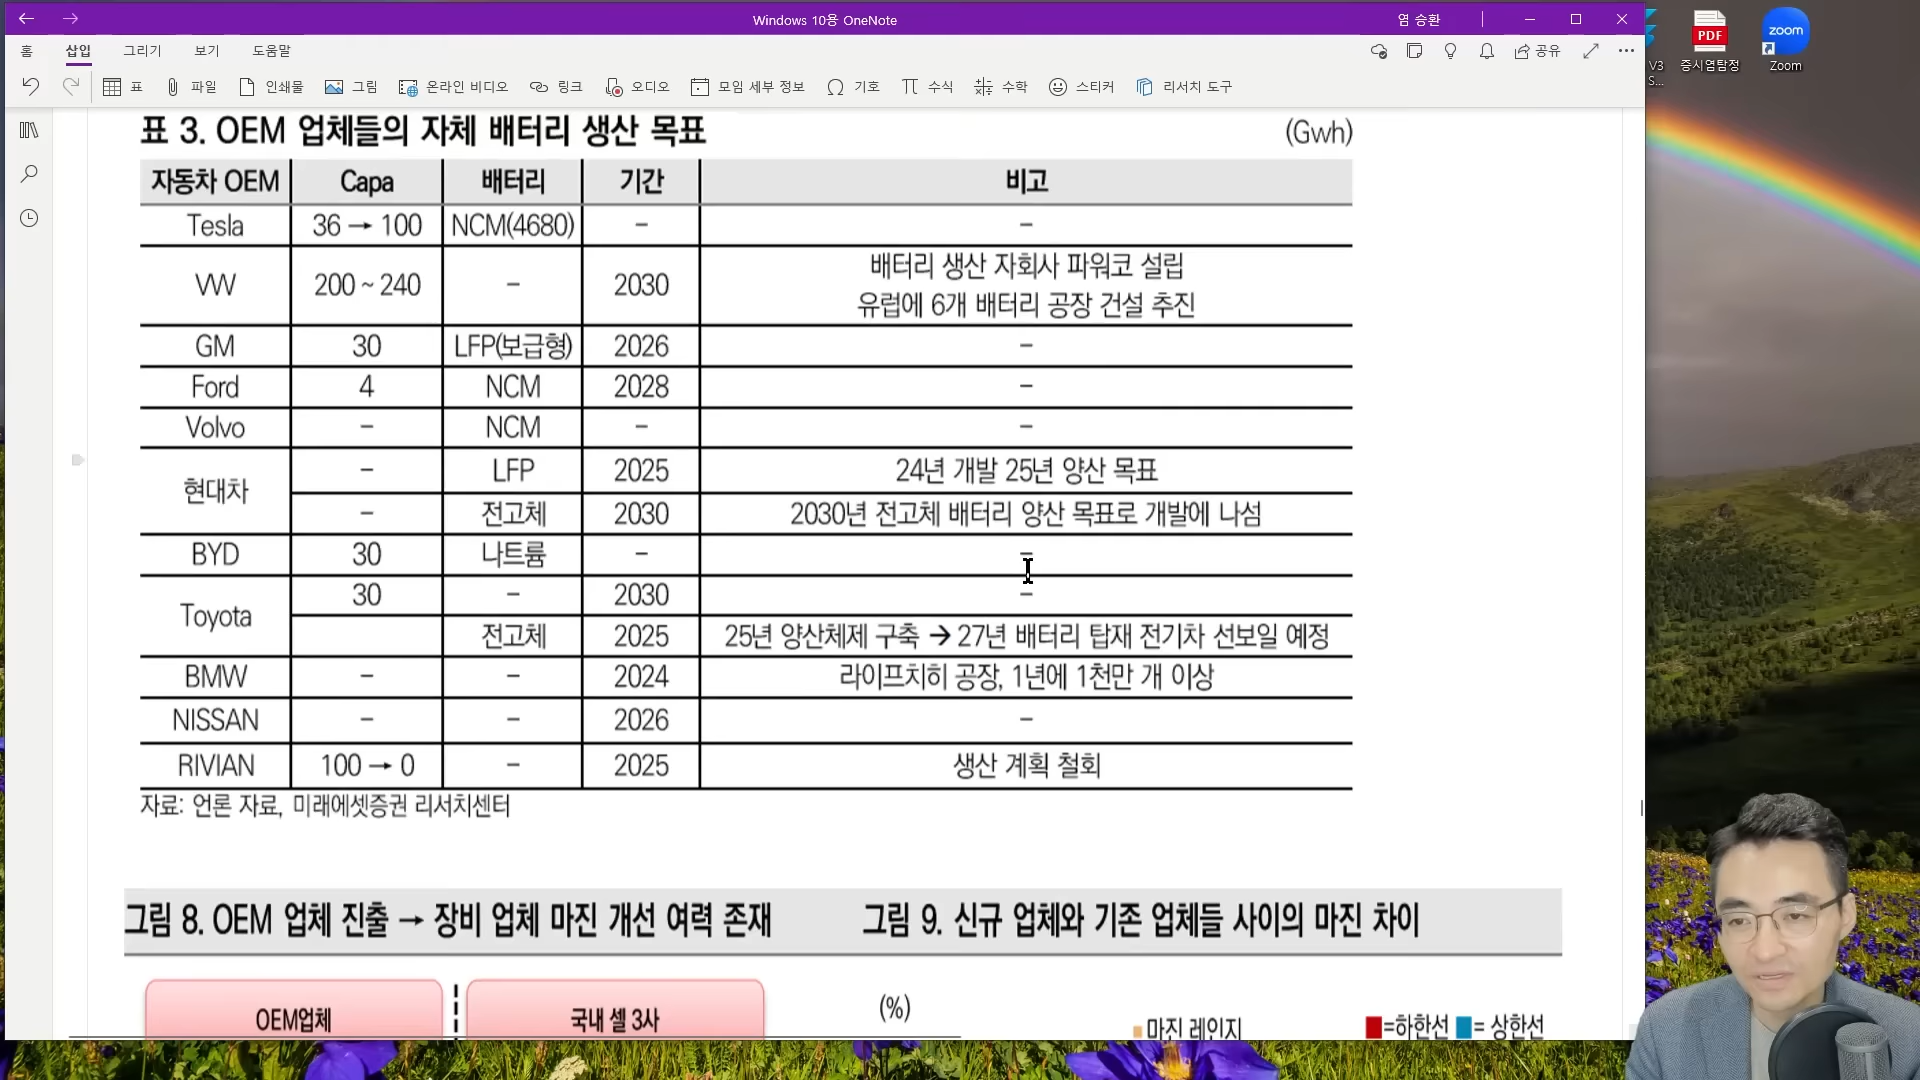 Windows 10용 OneNote
염 승환
홈 삽입 그리기 보기 도움말
공유
표 파일 인쇄물 그림 온라인 비디오 링크 오디오 모임 세부 정보 기호 수식 수학 스티커 리서치 도구
V3
S...
PDF
증시염탐정
zoom
Zoom
표 3. OEM 업체들의 자체 배터리 생산 목표 (Gwh)
자동차 OEM Capa 배터리 기간 비고
Tesla 36 → 100 NCM(4680) – –
VW 200 ~ 240 – 2030 배터리 생산 자회사 파워코 설립
유럽에 6개 배터리 공장 건설 추진
GM 30 LFP(보급형) 2026 –
Ford 4 NCM 2028 –
Volvo – NCM – –
현대차 – LFP 2025 24년 개발 25년 양산 목표
– 전고체 2030 2030년 전고체 배터리 양산 목표로 개발에 나섬
BYD 30 나트륨 – –
Toyota 30 – 2030 –
전고체 2025 25년 양산체제 구축 → 27년 배터리 탑재 전기차 선보일 예정
BMW – – 2024 라이프치히 공장, 1년에 1천만 개 이상
NISSAN – – 2026 –
RIVIAN 100 → 0 – 2025 생산 계획 철회
자료: 언론 자료, 미래에셋증권 리서치센터
그림 8. OEM 업체 진출 → 장비 업체 마진 개선 여력 존재
그림 9. 신규 업체와 기존 업체들 사이의 마진 차이
OEM업체
국내 셀 3사
(%)
마진 레인지
=하한선 = 상한선